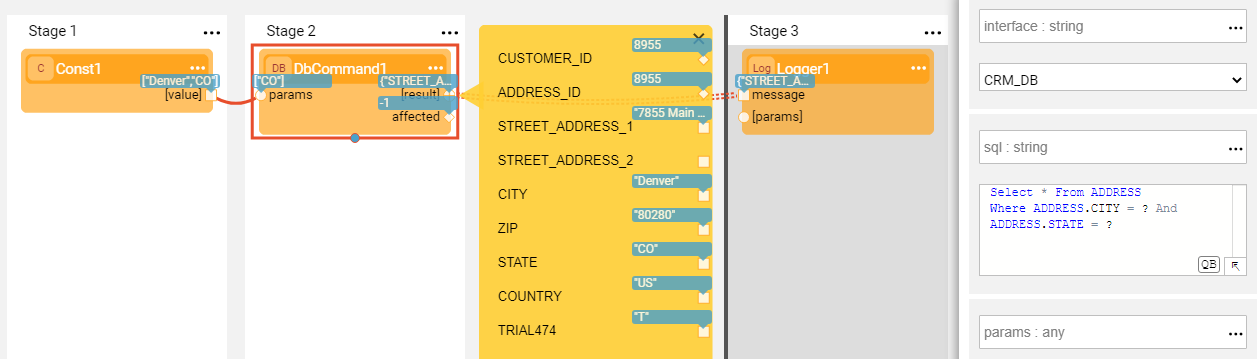 Stage 1
...
Stage 2
...
Stage 3
...
C
Const1
...
["Denver","CO"]
[value]
DB
DbCommand1
...
["CO"]
params
{"STREET_A...
[result]
-1
affected
CUSTOMER_ID
8955
ADDRESS_ID
8955
STREET_ADDRESS_1
"7855 Main ...
STREET_ADDRESS_2
CITY
"Denver"
ZIP
"80280"
STATE
"CO"
COUNTRY
"US"
TRIAL474
"T"
Log
Logger1
...
{"STREET_A...
message
[params]
interface : string
...
CRM_DB
sql : string
...
Select * From ADDRESS
Where ADDRESS.CITY = ? And
ADDRESS.STATE = ?
QB
params : any
...